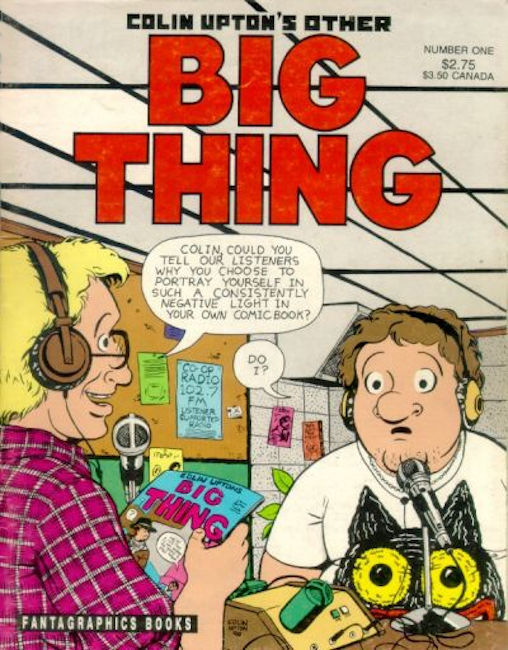 COLIN UPTON'S OTHER
BIG
THING
NUMBER ONE
$2.75
$3.50 CANADA
COLIN, COULD YOU
TELL OUR LISTENERS
WHY YOU CHOOSE TO
PORTRAY YOURSELF IN
SUCH A CONSISTENTLY
NEGATIVE LIGHT IN
YOUR OWN COMIC BOOK?
DO
I?
CO-OP
RADIO
102.7
FM
LISTENER
SUPPORTED
RADIO
COLIN UPTON'S
BIG
THING
COLIN
UPTON
90
FANTAGRAPHICS BOOKS